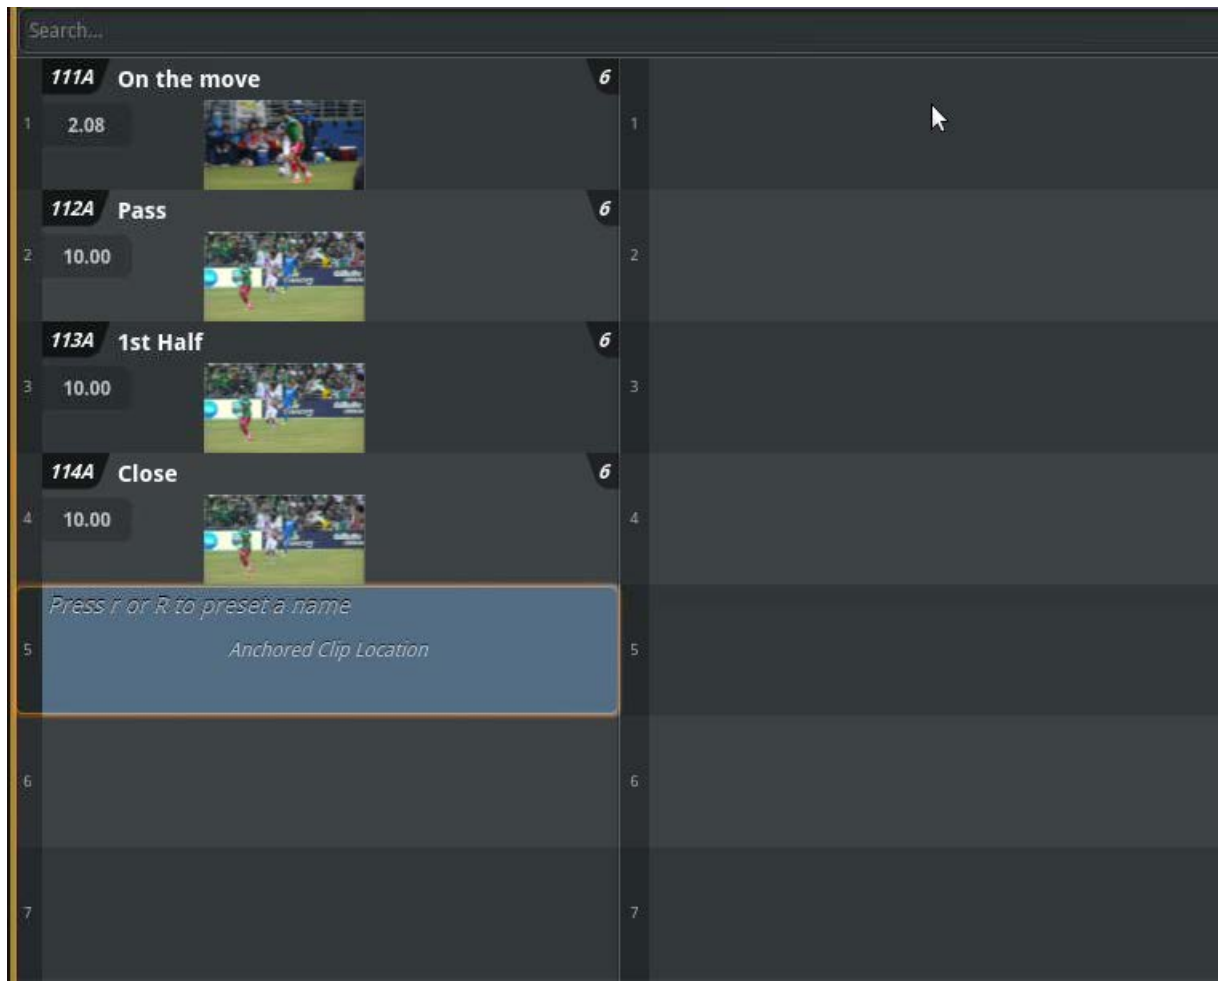 Search...
111A On the move 6
1 2.08
112A Pass 6
2 10.00
113A 1st Half 6
3 10.00
114A Close 6
4 10.00
Press r or R to preset a name
5 Anchored Clip Location
6
7
1
2
3
4
5
6
7